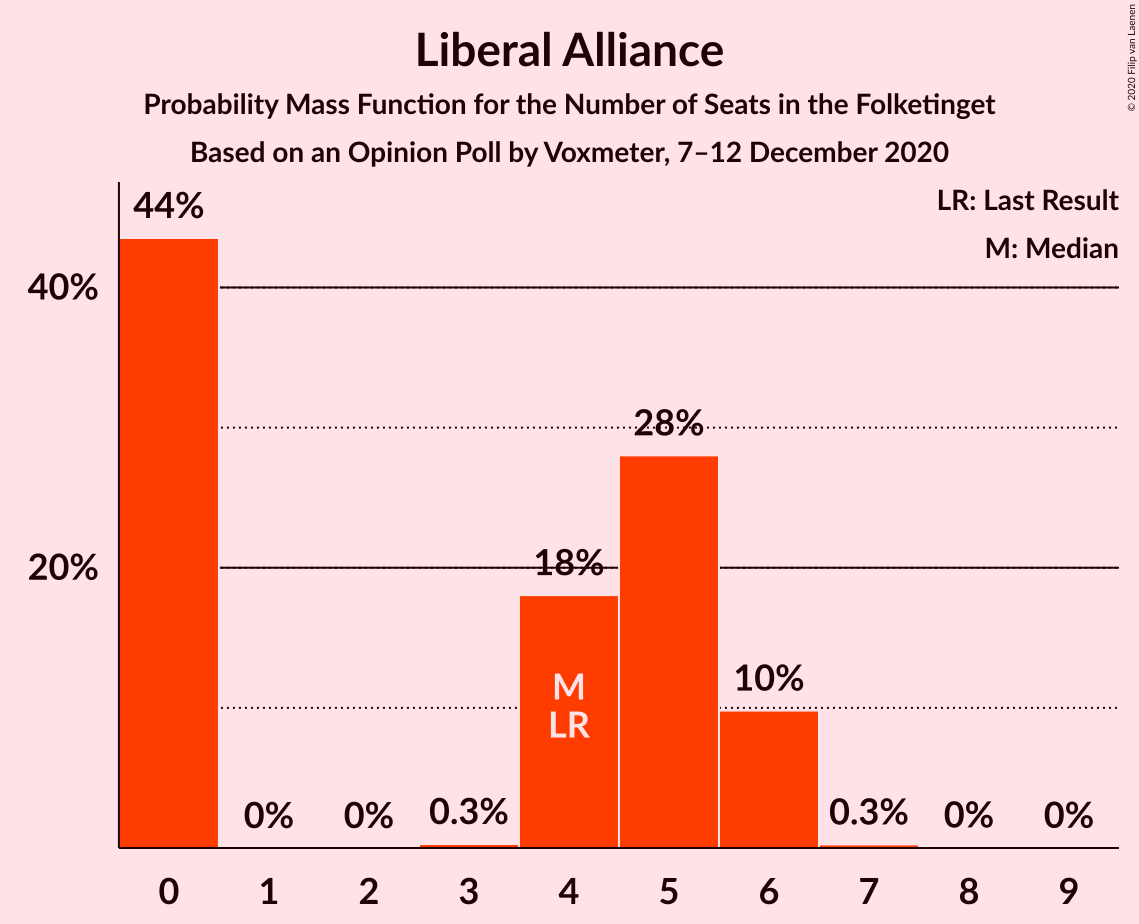 Liberal Alliance
Probability Mass Function for the Number of Seats in the Folketinget
Based on an Opinion Poll by Voxmeter, 7–12 December 2020
© 2020 Filip van Laenen
LR: Last Result
M: Median
44%
40%
28%
20%
18%
M
LR
10%
0%
0%
0.3%
0.3%
0%
0%
0
1
2
3
4
5
6
7
8
9